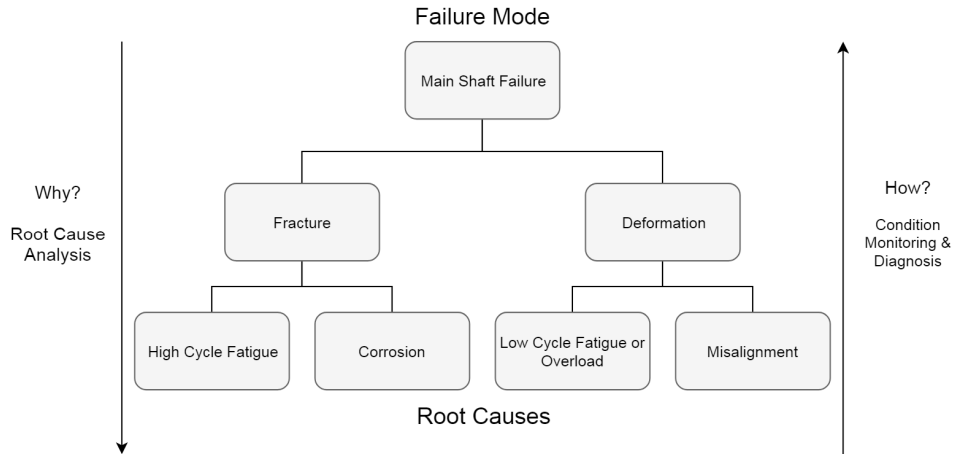 Failure Mode
Main Shaft Failure
Why?
Root Cause
Analysis
How?
Condition
Monitoring &
Diagnosis
Fracture
Deformation
High Cycle Fatigue
Corrosion
Low Cycle Fatigue or
Overload
Misalignment
Root Causes